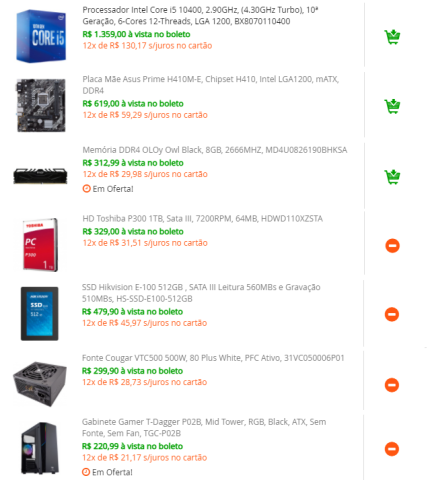 Processador Intel Core i5 10400, 2.90GHz, (4.30GHz Turbo), 10ª
Geração, 6-Cores 12-Threads, LGA 1200, BX8070110400
R$ 1.359,00 à vista no boleto
12x de R$ 130,17 s/juros no cartão
CORE i5
Placa Mãe Asus Prime H410M-E, Chipset H410, Intel LGA1200, mATX,
DDR4
R$ 619,00 à vista no boleto
12x de R$ 59,29 s/juros no cartão
Memória DDR4 OLOy Owl Black, 8GB, 2666MHZ, MD4U0826190BHKSA
R$ 312,99 à vista no boleto
12x de R$ 29,98 s/juros no cartão
Em Oferta!
HD Toshiba P300 1TB, Sata III, 7200RPM, 64MB, HDWD110XZSTA
R$ 329,00 à vista no boleto
12x de R$ 31,51 s/juros no cartão
TOSHIBA
PC
P300
1
SSD Hikvision E-100 512GB , SATA III Leitura 560MBs e Gravação
510MBs, HS-SSD-E100-512GB
R$ 479,90 à vista no boleto
12x de R$ 45,97 s/juros no cartão
SSD
512
Fonte Cougar VTC500 500W, 80 Plus White, PFC Ativo, 31VC050006P01
R$ 299,90 à vista no boleto
12x de R$ 28,73 s/juros no cartão
Gabinete Gamer T-Dagger P02B, Mid Tower, RGB, Black, ATX, Sem
Fonte, Sem Fan, TGC-P02B
R$ 220,99 à vista no boleto
12x de R$ 21,17 s/juros no cartão
Em Oferta!